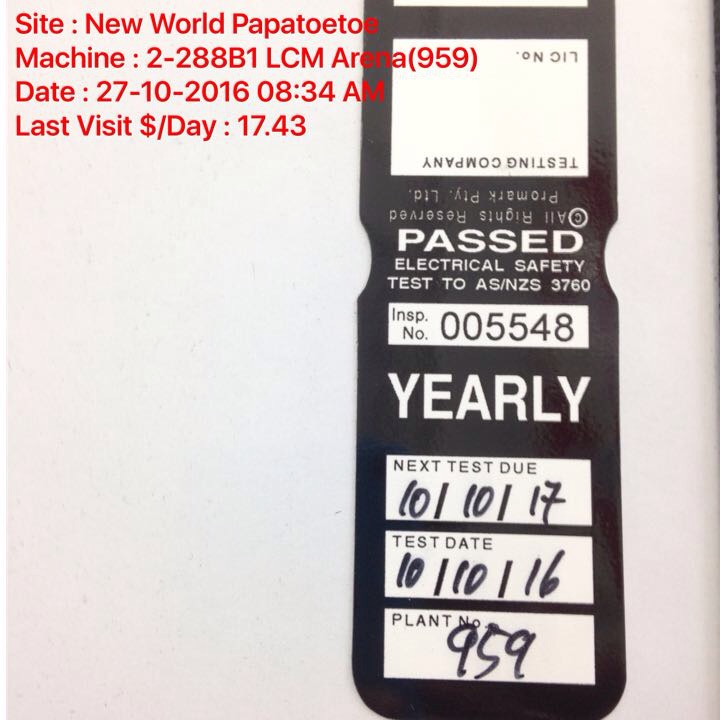 Site : New World Papatoetoe
Machine : 2-288B1 LCM Arena(959)
Date : 27-10-2016 08:34 AM
Last Visit $/Day : 17.43
LIC No.
TESTING COMPANY
Promark Pty. Ltd.
©All Rights Reserved
PASSED
ELECTRICAL SAFETY
TEST TO AS/NZS 3760
Insp. No. 005548
YEARLY
NEXT TEST DUE
10/10/17
TEST DATE
10/10/16
PLANT No.
959